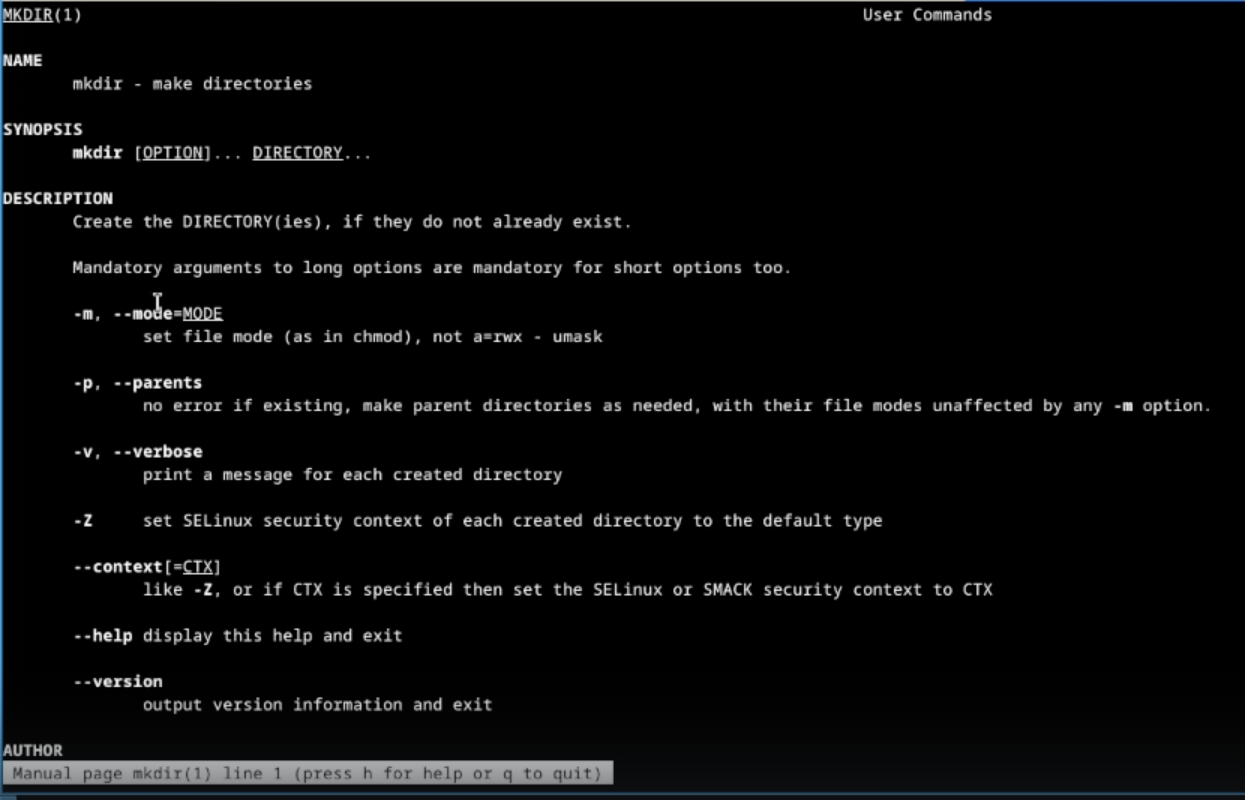 MKDIR(1) User Commands
NAME
mkdir - make directories
SYNOPSIS
mkdir [OPTION]... DIRECTORY...
DESCRIPTION
Create the DIRECTORY(ies), if they do not already exist.
Mandatory arguments to long options are mandatory for short options too.
-m, --mode=MODE
set file mode (as in chmod), not a=rwx - umask
-p, --parents
no error if existing, make parent directories as needed, with their file modes unaffected by any -m option.
-v, --verbose
print a message for each created directory
-Z set SELinux security context of each created directory to the default type
--context[=CTX]
like -Z, or if CTX is specified then set the SELinux or SMACK security context to CTX
--help display this help and exit
--version
output version information and exit
AUTHOR
Manual page mkdir(1) line 1 (press h for help or q to quit)